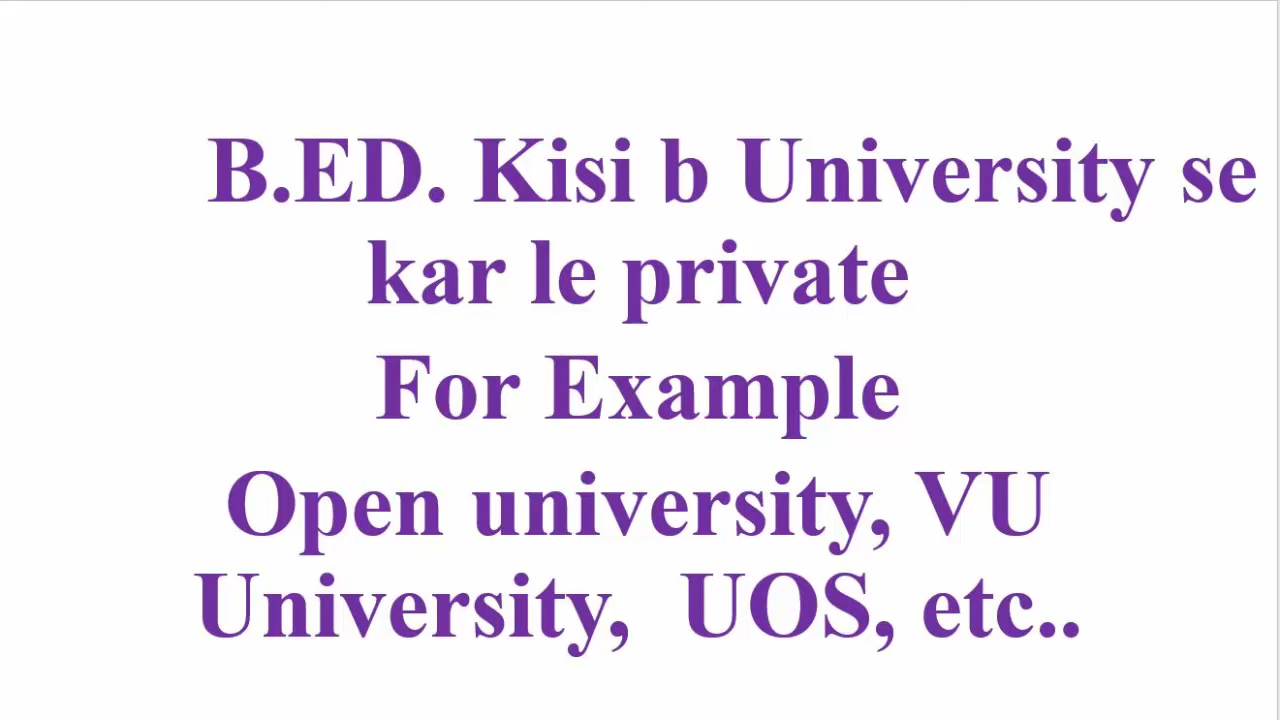 B.ED. Kisi b University se
kar le private
For Example
Open university, VU
University, UOS, etc..